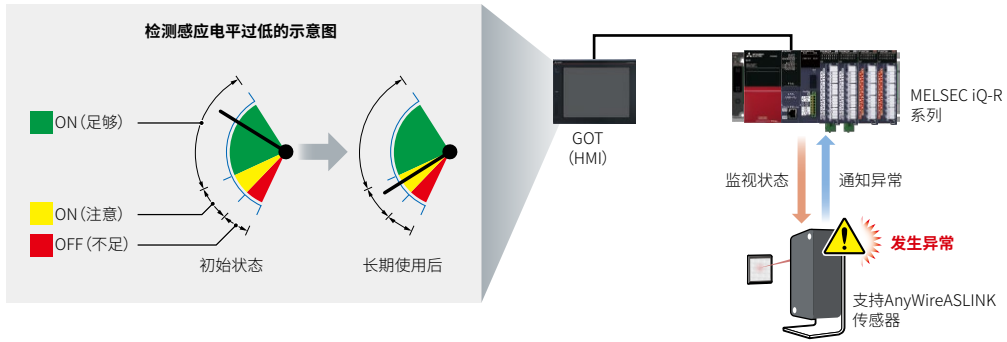 检测感应电平过低的示意图
ON（足够）
ON（注意）
OFF（不足）
初始状态
长期使用后
GOT
（HMI）
MELSEC iQ-R
系列
监视状态
通知异常
发生异常
支持AnyWireASLINK
传感器